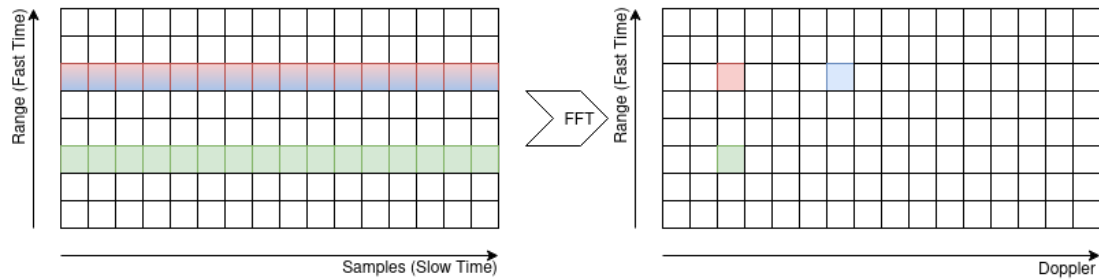 Range (Fast Time)
Samples (Slow Time)
FFT
Range (Fast Time)
Doppler